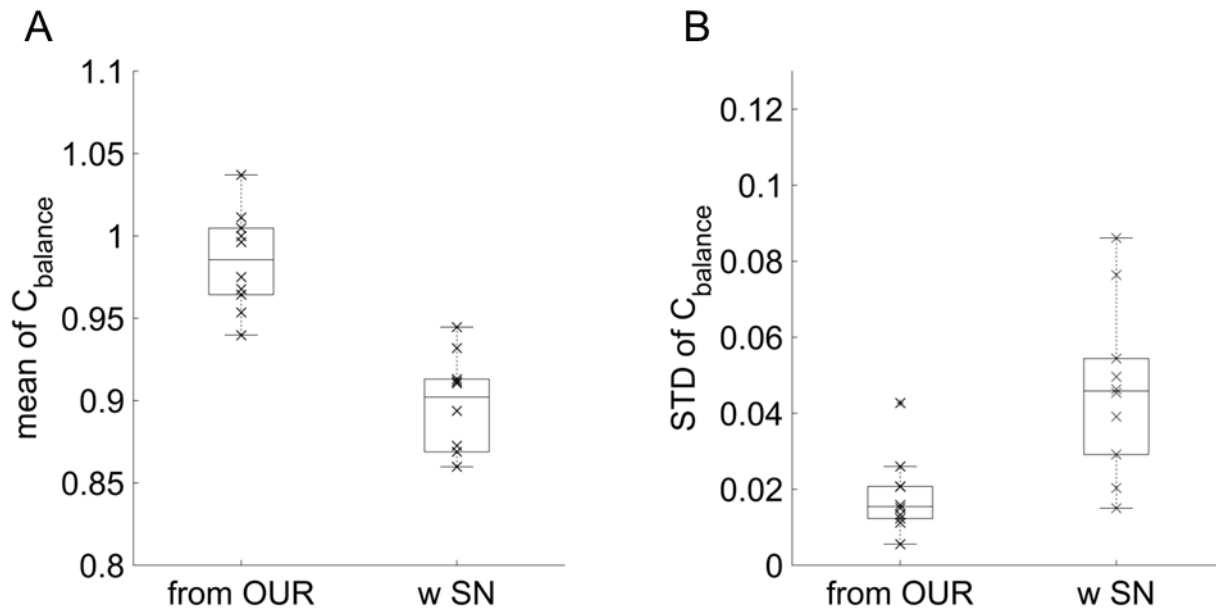 A
mean of C balance
1.1
1.05
1
0.95
0.9
0.85
0.8
from OUR
w SN
B
STD of C balance
0.12
0.1
0.08
0.06
0.04
0.02
0
from OUR
w SN